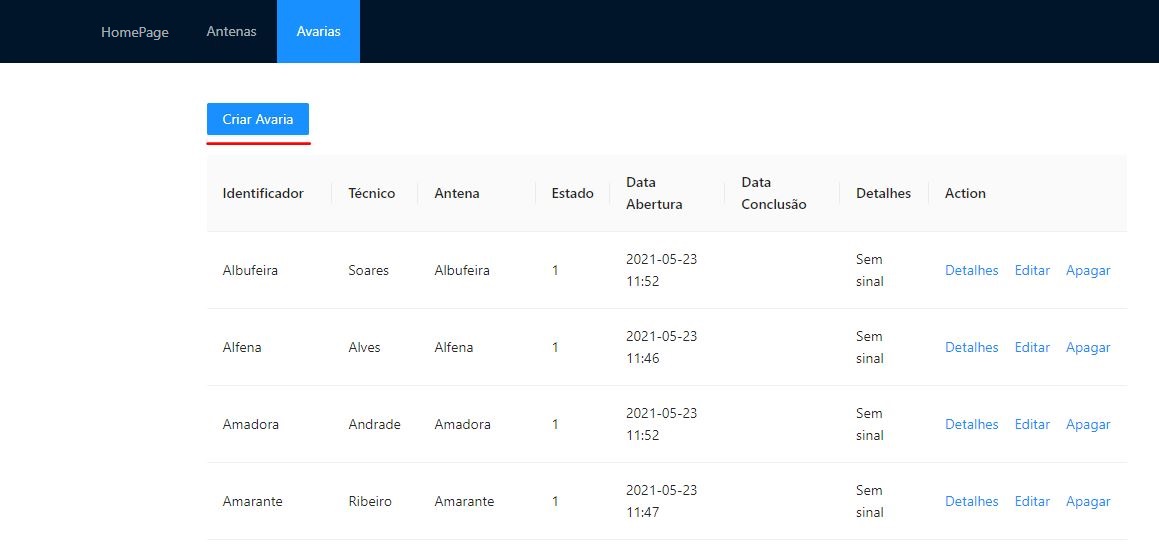 HomePage Antenas Avarias
Criar Avaria
Identificador Técnico Antena Estado Data Abertura Data Conclusão Detalhes Action
Albufeira Soares Albufeira 1 2021-05-23 11:52 Sem sinal Detalhes Editar Apagar
Alfena Alves Alfena 1 2021-05-23 11:46 Sem sinal Detalhes Editar Apagar
Amadora Andrade Amadora 1 2021-05-23 11:52 Sem sinal Detalhes Editar Apagar
Amarante Ribeiro Amarante 1 2021-05-23 11:47 Sem sinal Detalhes Editar Apagar